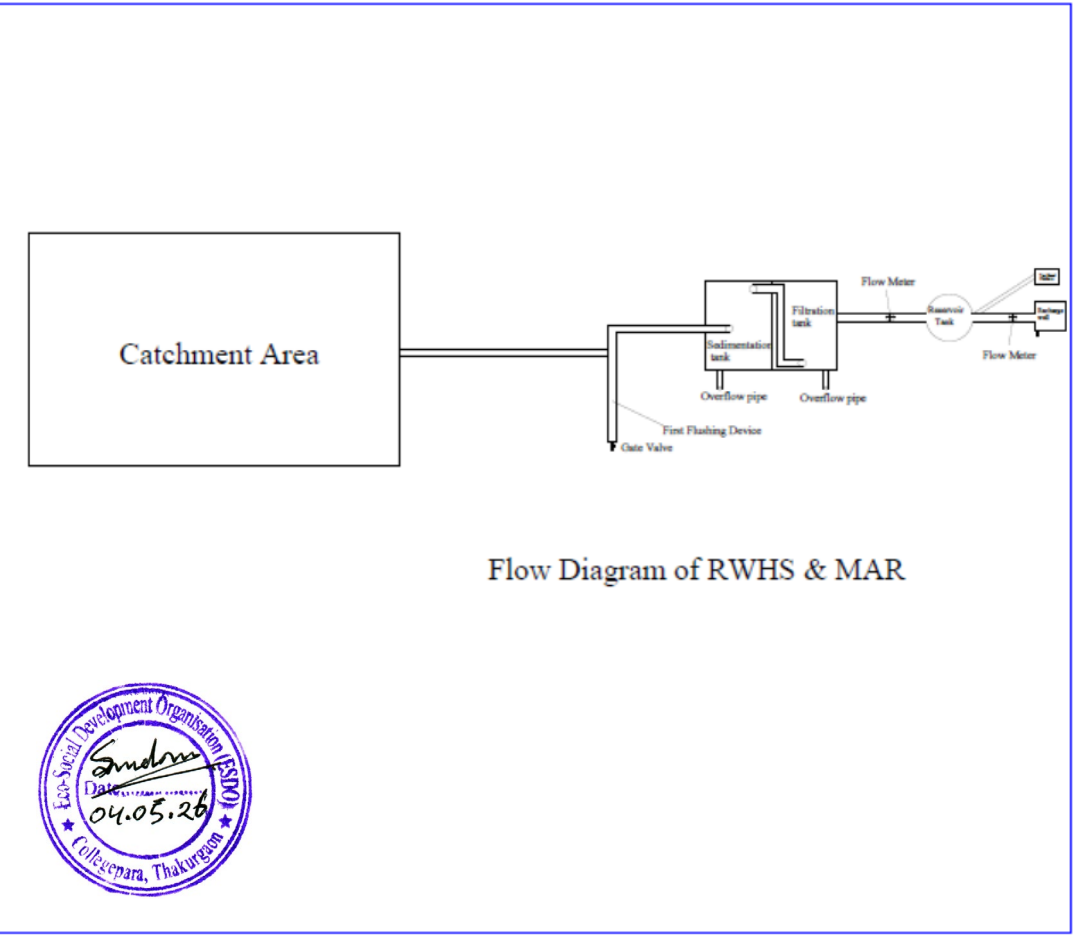 Flow Meter
Catchment Area
Filtration
tank
Reservoir
Tank
Recharge
well
Sedimentation
tank
Flow Meter
Overflow pipe
Overflow pipe
First Flushing Device
Gate Valve
Flow Diagram of RWHS & MAR
Eco-Social Development Organisation (ESDO)
Date
04.05.26
★ Collegepara, Thakurgaon ★